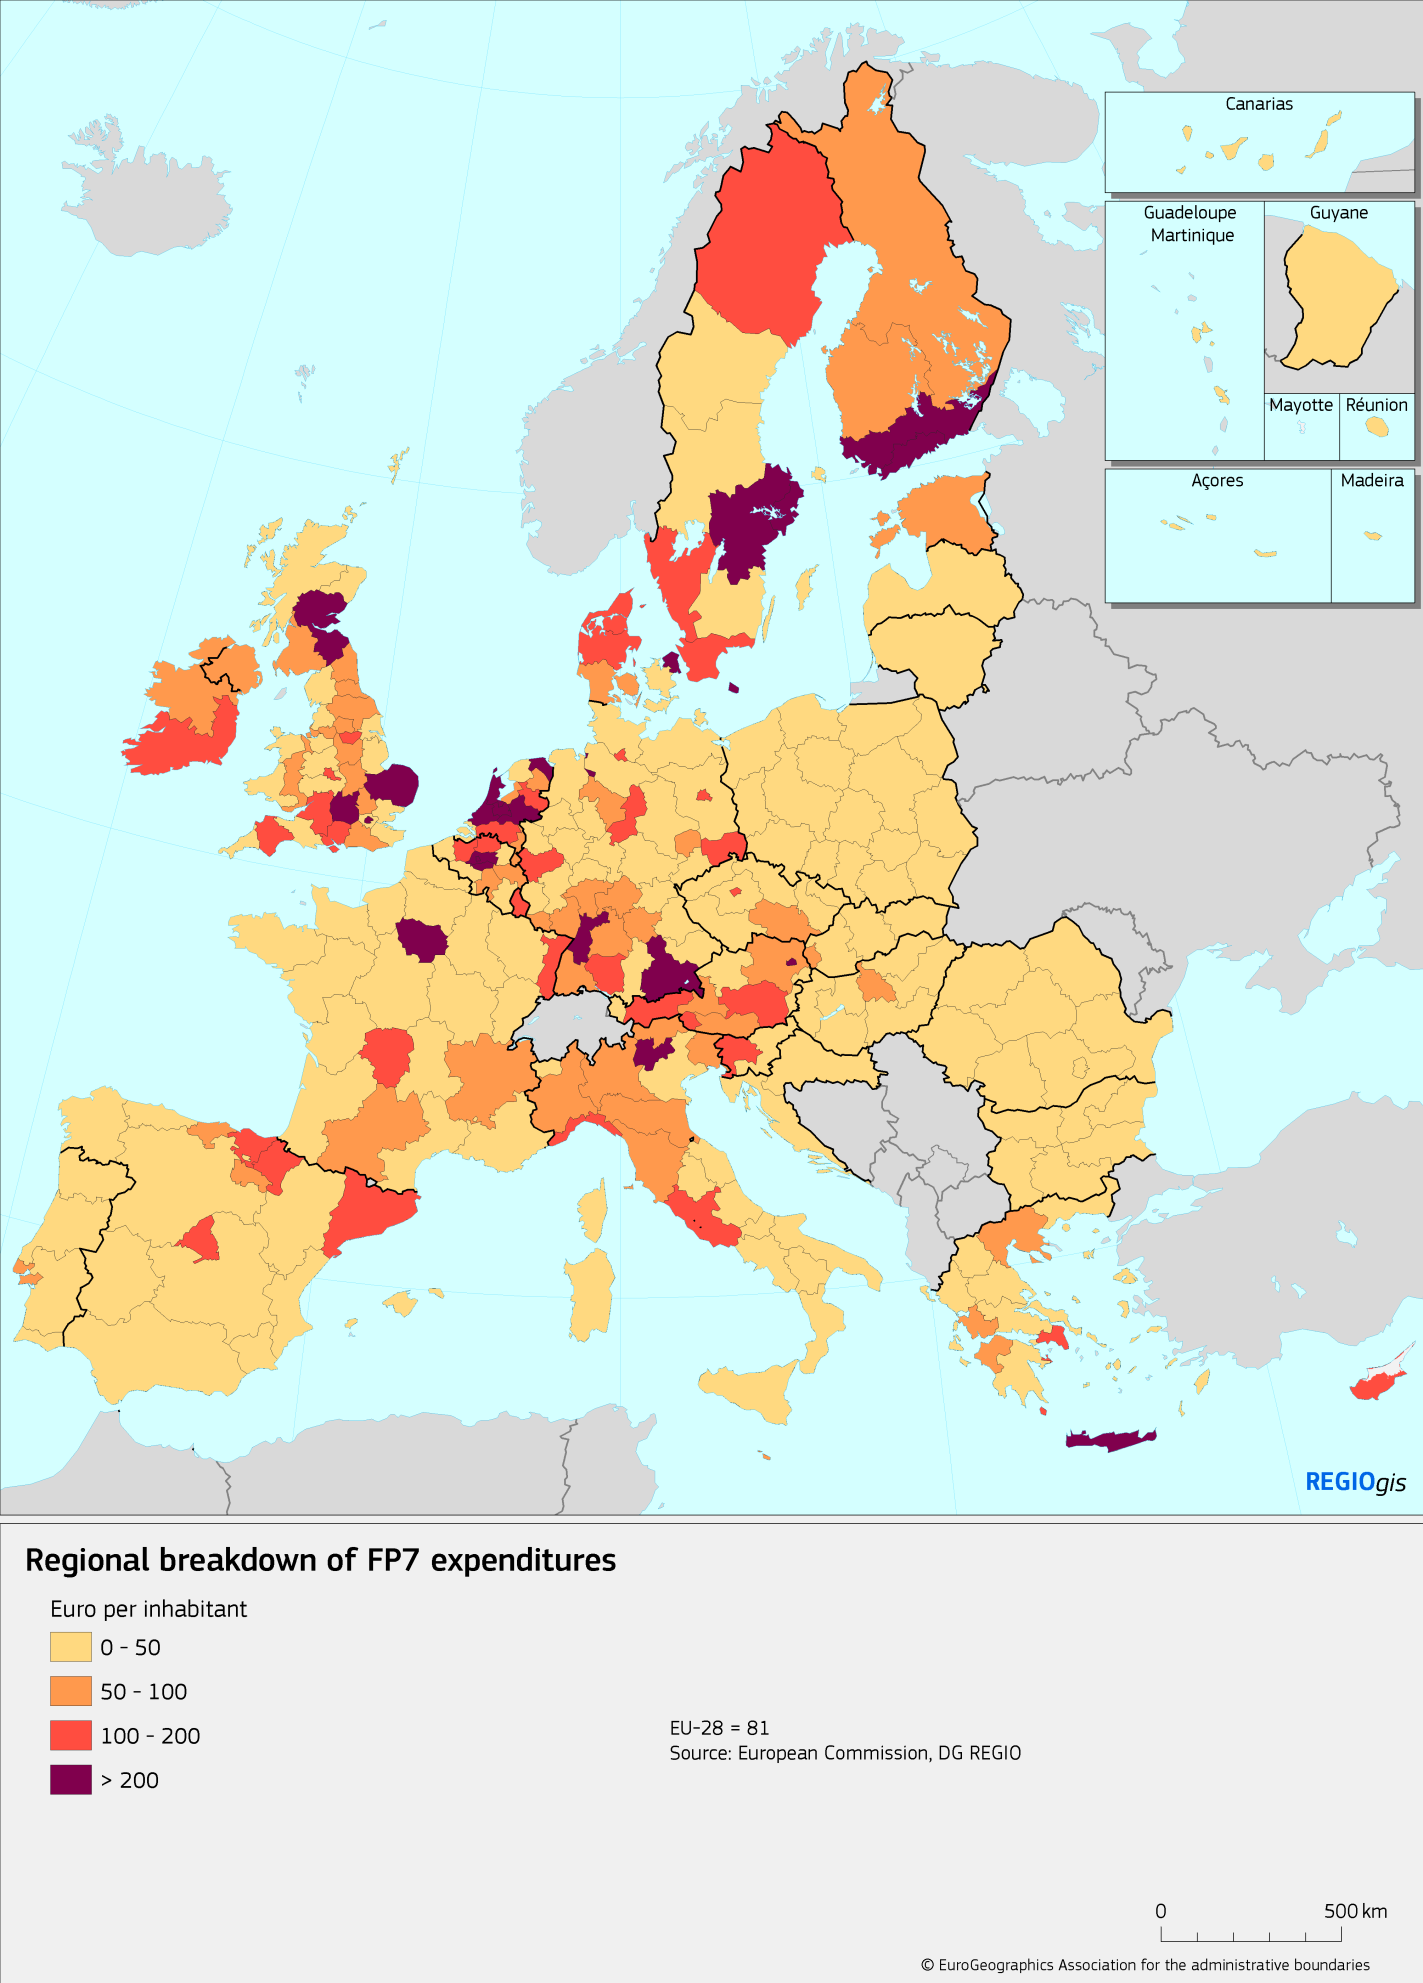 Canarias
Guadeloupe
Martinique
Guyane
Mayotte
Réunion
Açores
Madeira
REGIOgis
Regional breakdown of FP7 expenditures
Euro per inhabitant
0 - 50
50 - 100
100 - 200
> 200
EU-28 = 81
Source: European Commission, DG REGIO
0 500 km
© EuroGeographics Association for the administrative boundaries